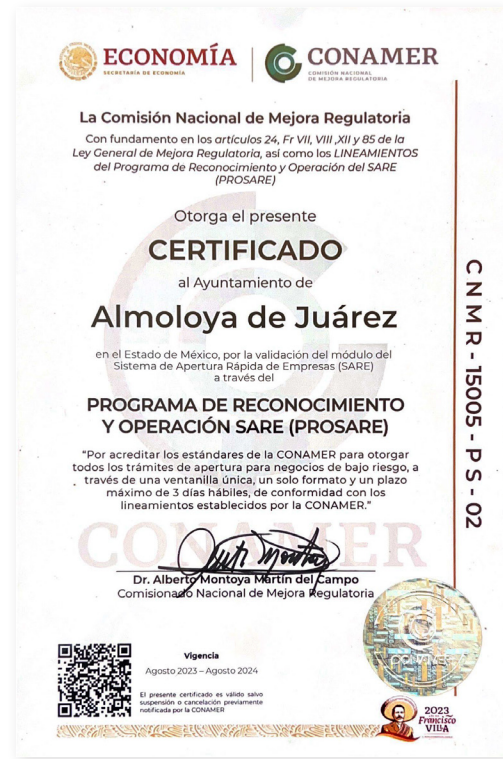 ECONOMÍA
SECRETARÍA DE ECONOMÍA
CONAMER
COMISIÓN NACIONAL
DE MEJORA REGULATORIA
La Comisión Nacional de Mejora Regulatoria
Con fundamento en los artículos 24, Fr VII, VIII ,XII y 85 de la
Ley General de Mejora Regulatoria, así como los LINEAMIENTOS
del Programa de Reconocimiento y Operación del SARE
(PROSARE)
Otorga el presente
CERTIFICADO
al Ayuntamiento de
Almoloya de Juárez
en el Estado de México, por la validación del módulo del
Sistema de Apertura Rápida de Empresas (SARE)
a través del
PROGRAMA DE RECONOCIMIENTO
Y OPERACIÓN SARE (PROSARE)
"Por acreditar los estándares de la CONAMER para otorgar
todos los trámites de apertura para negocios de bajo riesgo, a
través de una ventanilla única, un solo formato y un plazo
máximo de 3 días hábiles, de conformidad con los
lineamientos establecidos por la CONAMER."
CONAMER
Dr. Alberto Montoya Martín del Campo
Comisionado Nacional de Mejora Regulatoria
CNMR-15005-PS-02
Vigencia
Agosto 2023 – Agosto 2024
El presente certificado es válido salvo
suspensión o cancelación previamente
notificada por la CONAMER
2023
Francisco
VILLA